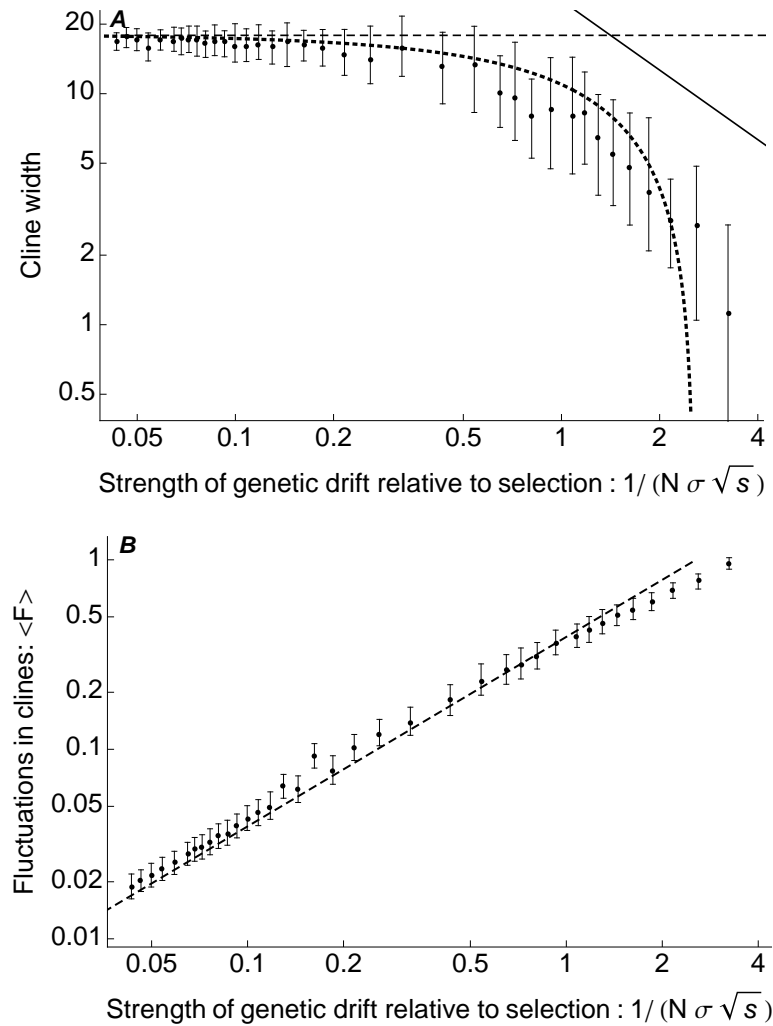 A
20
10
5
2
1
0.5
Cline width
0.05 0.1 0.2 0.5 1 2 4
Strength of genetic drift relative to selection : 1/ (N σ √s )
B
1
0.5
0.2
0.1
0.05
0.02
0.01
Fluctuations in clines: <F>
0.05 0.1 0.2 0.5 1 2 4
Strength of genetic drift relative to selection : 1/ (N σ √s )